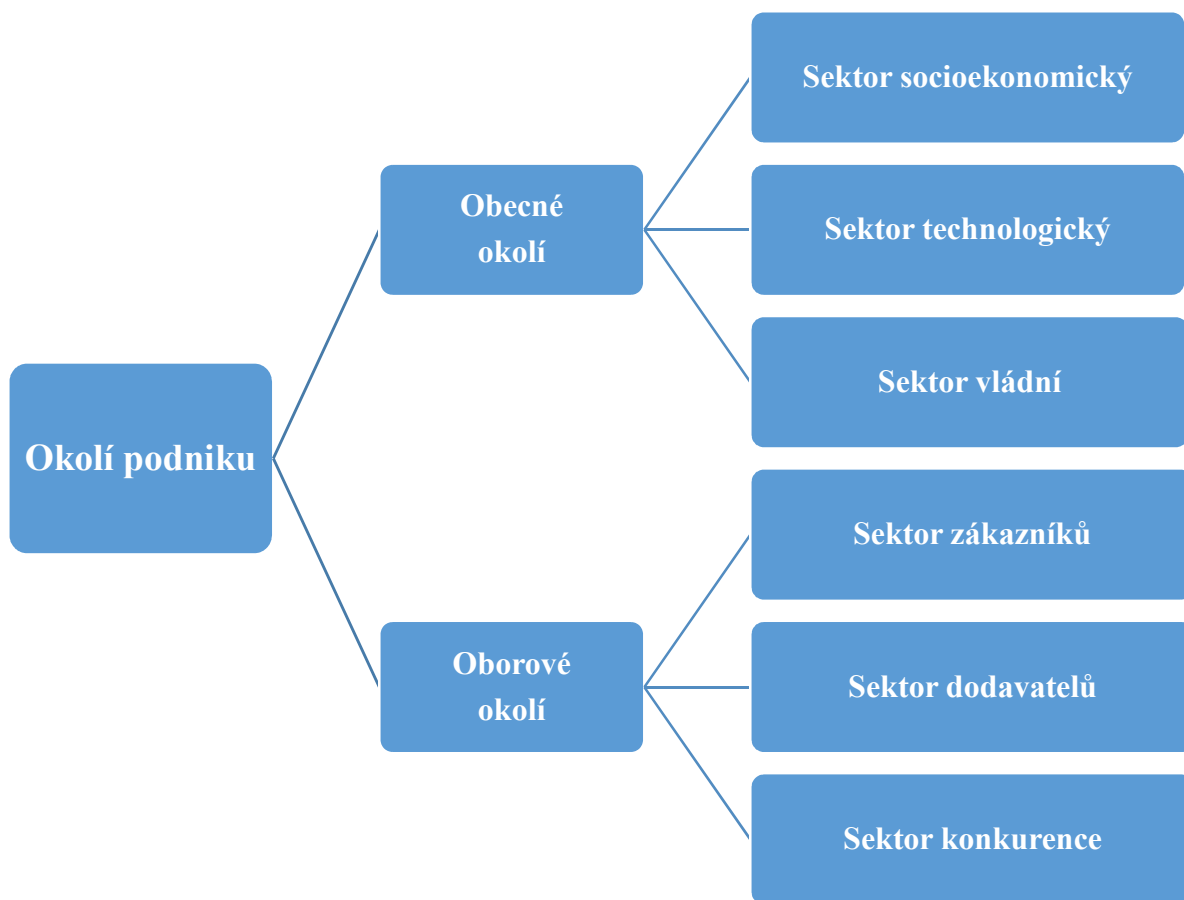 Okolí podniku
Obecné
okolí
Sektor socioekonomický
Sektor technologický
Sektor vládní
Oborové
okolí
Sektor zákazníků
Sektor dodavatelů
Sektor konkurence